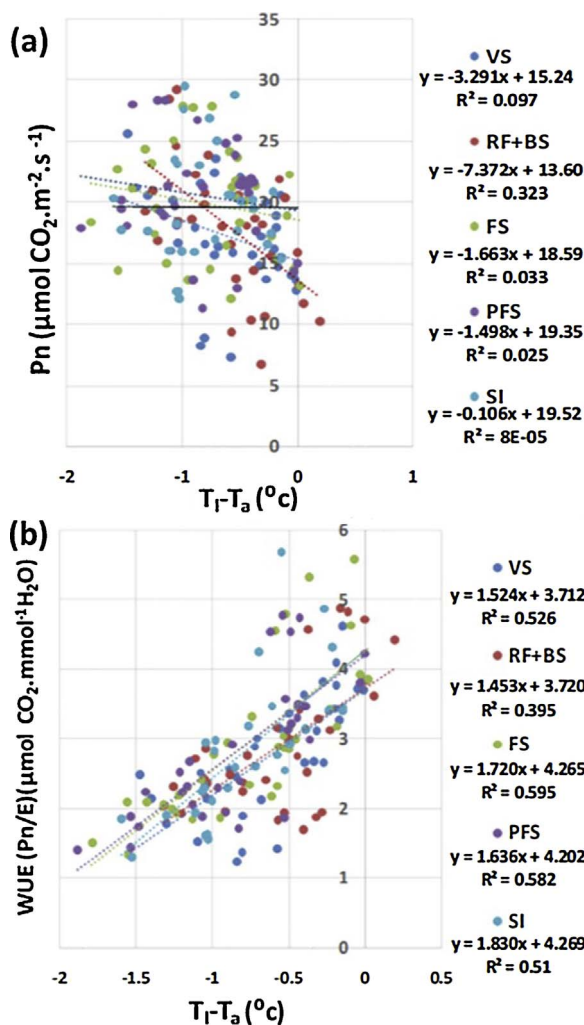 (a)
35
30
25
20
15
10
5
0
-2
-1
0
1
Pn (µmol CO₂.m⁻².s⁻¹)
Tₗ-Tₐ (⁰c)
VS
y = -3.291x + 15.24
R² = 0.097
RF+BS
y = -7.372x + 13.60
R² = 0.323
FS
y = -1.663x + 18.59
R² = 0.033
PFS
y = -1.498x + 19.35
R² = 0.025
SI
y = -0.106x + 19.52
R² = 8E-05
(b)
6
5
4
3
2
1
0
-2
-1.5
-1
-0.5
0
0.5
WUE (Pn/E)(µmol CO₂.mmol⁻¹H₂O)
Tₗ-Tₐ (⁰c)
VS
y = 1.524x + 3.712
R² = 0.526
RF+BS
y = 1.453x + 3.720
R² = 0.395
FS
y = 1.720x + 4.265
R² = 0.595
PFS
y = 1.636x + 4.202
R² = 0.582
SI
y = 1.830x + 4.269
R² = 0.51